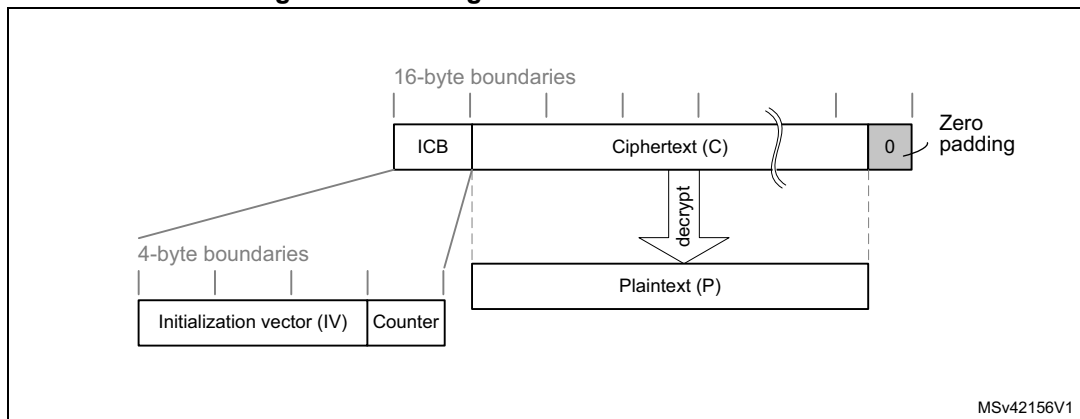 16-byte boundaries
ICB
Ciphertext (C)
0
Zero
padding
decrypt
4-byte boundaries
Initialization vector (IV)
Counter
Plaintext (P)
MSv42156V1